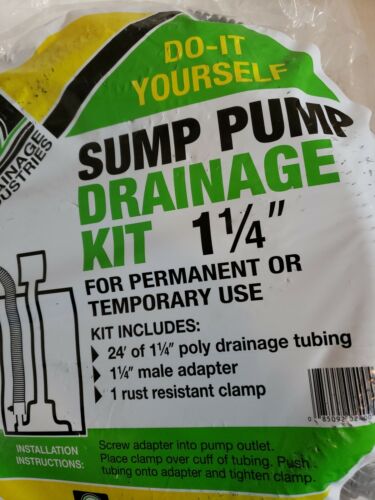 DO-IT
YOURSELF
SUMP PUMP
DRAINAGE
KIT 1¼"
FOR PERMANENT OR
TEMPORARY USE
KIT INCLUDES:
24' of 1¼" poly drainage tubing
1¼" male adapter
1 rust resistant clamp
INSTALLATION
INSTRUCTIONS:
Screw adapter into pump outlet.
Place clamp over cuff of tubing. Push
tubing onto adapter and tighten clamp.